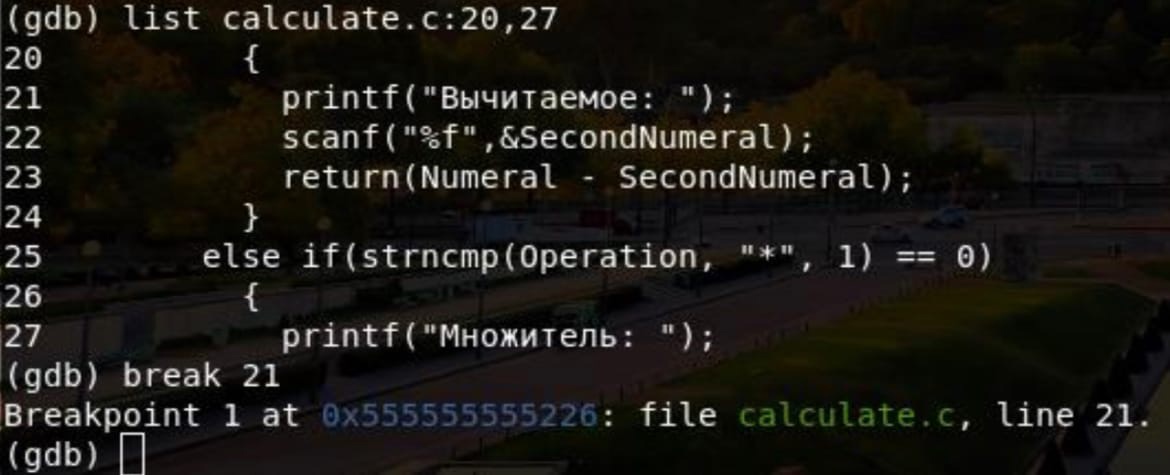 (gdb) list calculate.c:20,27
20          {
21            printf("Вычитаемое: ");
22            scanf("%f",&SecondNumeral);
23            return(Numeral - SecondNumeral);
24          }
25        else if(strncmp(Operation, "*", 1) == 0)
26          {
27            printf("Множитель: ");
(gdb) break 21
Breakpoint 1 at 0x555555555226: file calculate.c, line 21.
(gdb)